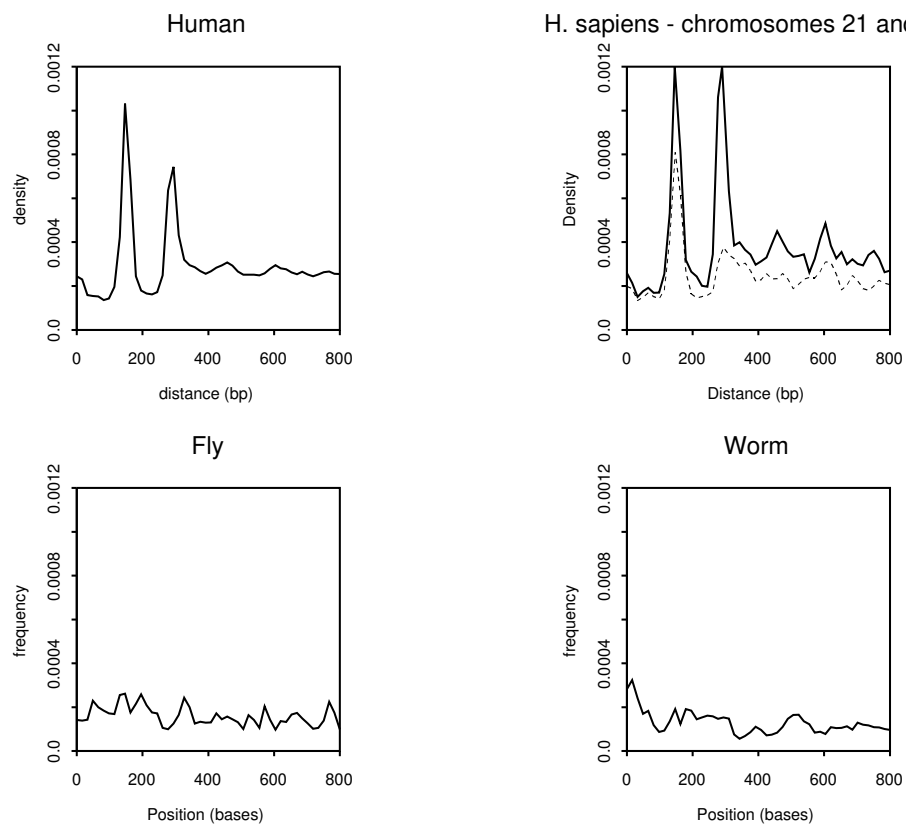 Human
0.0012
0.0008
0.0004
0.0
density
0 200 400 600 800
distance (bp)
H. sapiens - chromosomes 21 and
0.0012
0.0008
0.0004
0.0
Density
0 200 400 600 800
Distance (bp)
Fly
0.0012
0.0008
0.0004
0.0
frequency
0 200 400 600 800
Position (bases)
Worm
0.0012
0.0008
0.0004
0.0
frequency
0 200 400 600 800
Position (bases)